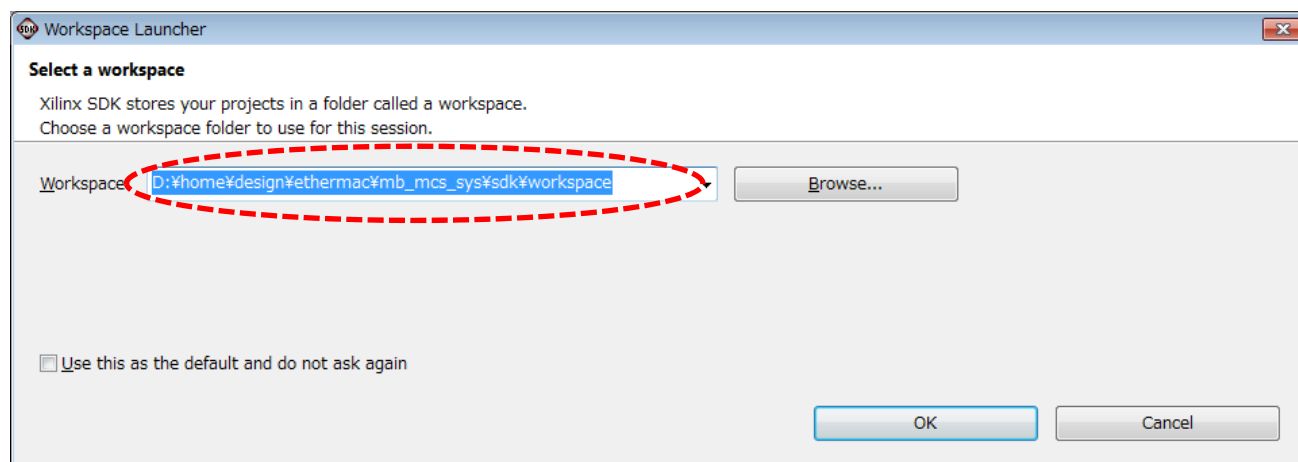 SDK Workspace Launcher
Select a workspace
Xilinx SDK stores your projects in a folder called a workspace.
Choose a workspace folder to use for this session.
Workspace: D:¥home¥design¥ethermac¥mb_mcs_sys¥sdk¥workspace Browse...
Use this as the default and do not ask again
OK Cancel